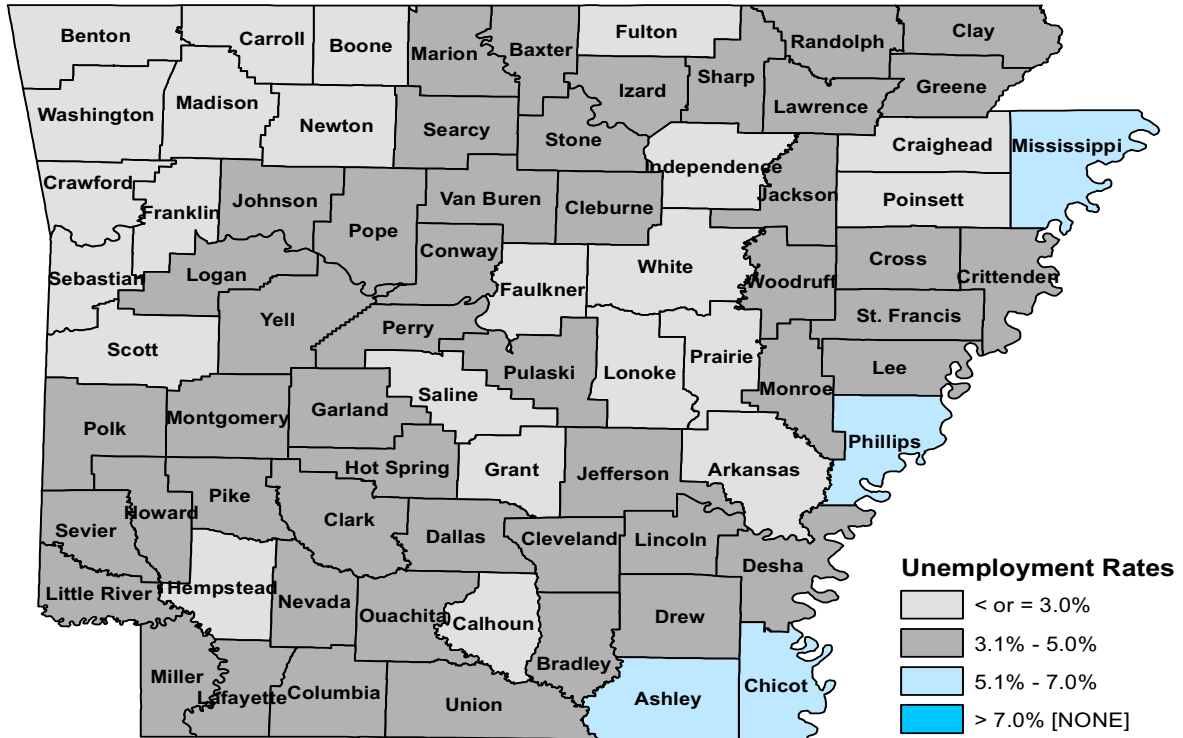 Benton
Carroll
Boone
Marion
Baxter
Fulton
Sharp
Randolph
Clay
Izard
Lawrence
Greene
Washington
Madison
Newton
Searcy
Stone
Independence
Craighead
Mississippi
Crawford
Franklin
Johnson
Pope
Van Buren
Cleburne
Jackson
Poinsett
Sebastian
Logan
Conway
Faulkner
White
Woodruff
Cross
Crittenden
Scott
Yell
Perry
Pulaski
Lonoke
Prairie
St. Francis
Saline
Monroe
Lee
Polk
Montgomery
Garland
Hot Spring
Grant
Jefferson
Arkansas
Phillips
Sevier
Howard
Pike
Clark
Dallas
Cleveland
Lincoln
Desha
Little River
Hempstead
Nevada
Ouachita
Calhoun
Drew
Miller
Lafayette
Columbia
Union
Bradley
Ashley
Chicot
Unemployment Rates
< or = 3.0%
3.1% - 5.0%
5.1% - 7.0%
> 7.0% [NONE]